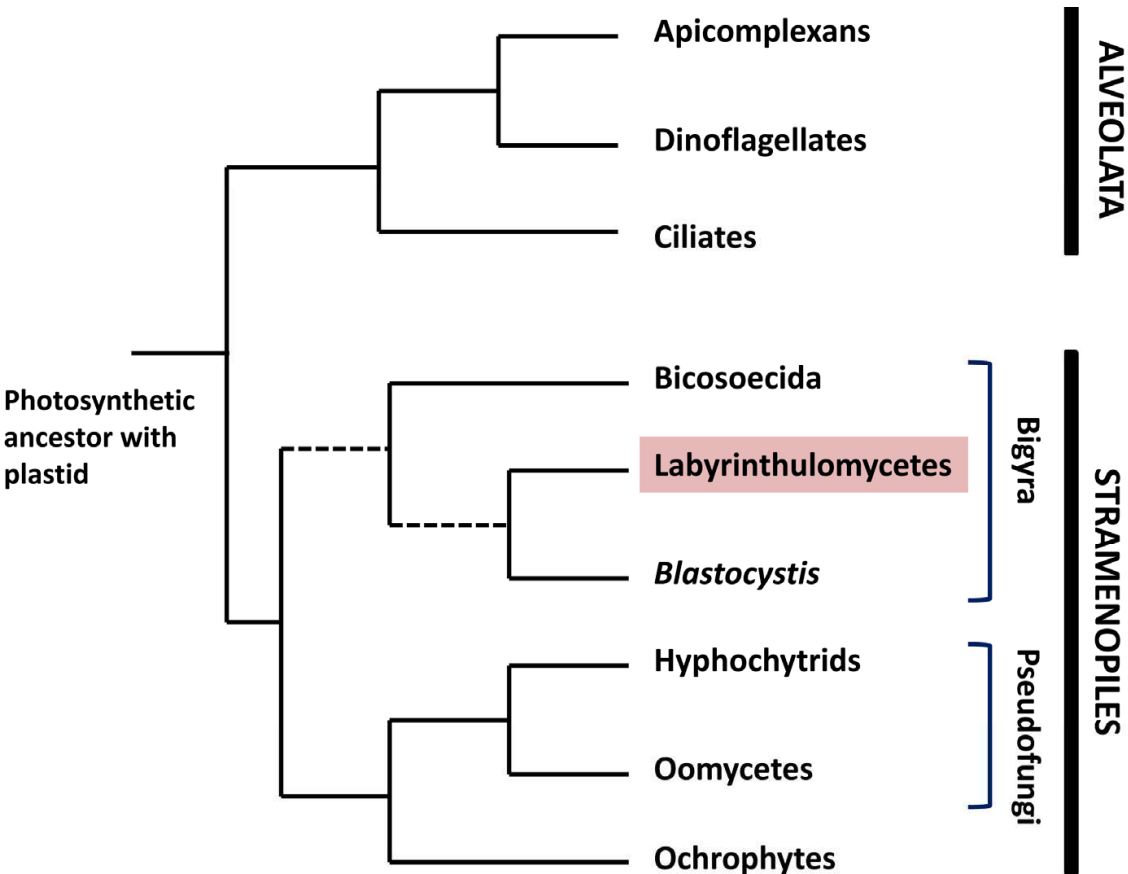 Apicomplexans
ALVEOLATA
Dinoflagellates
Ciliates
Photosynthetic
ancestor with
plastid
Bicosoecida
Bigyra
Labyrinthulomycetes
STRAMENOPILES
Blastocystis
Hyphochytrids
Pseudofungi
Oomycetes
Ochrophytes